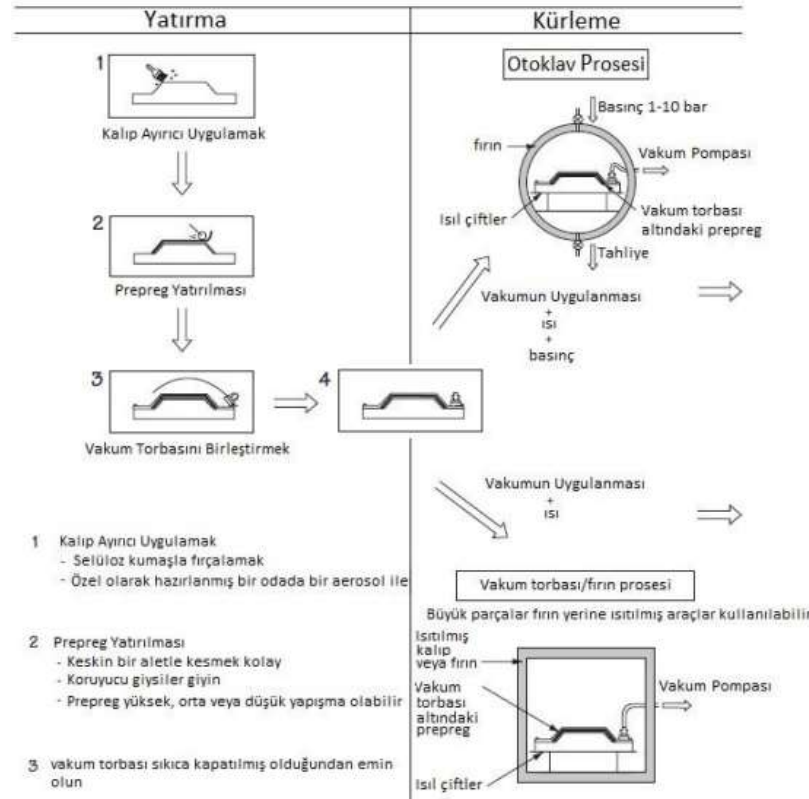 Yatırma
Kürleme
1
Kalıp Ayırıcı Uygulamak
2
Prepreg Yatırılması
3
Vakum Torbasını Birleştirmek
4
Otoklav Prosesi
Basınç 1-10 bar
fırın
Vakum Pompası
Isıl çiftler
Vakum torbası
altındaki prepreg
Tahliye
Vakumun Uygulanması
+
ısı
+
basınç
Vakumun Uygulanması
+
ısı
1 Kalıp Ayırıcı Uygulamak
- Selüloz kumaşla fırçalamak
- Özel olarak hazırlanmış bir odada bir aerosol ile
2 Prepreg Yatırılması
- Keskin bir aletle kesmek kolay
- Koruyucu giysiler giyin
- Prepreg yüksek, orta veya düşük yapışma olabilir
3 vakum torbası sıkıca kapatılmış olduğundan emin
olun
Vakum torbası/fırın prosesi
Büyük parçalar fırın yerine ısıtılmış araçlar kullanılabilir
Isıtılmış
kalıp
veya fırın
Vakum
torbası
altındaki
prepreg
Vakum Pompası
Isıl çiftler